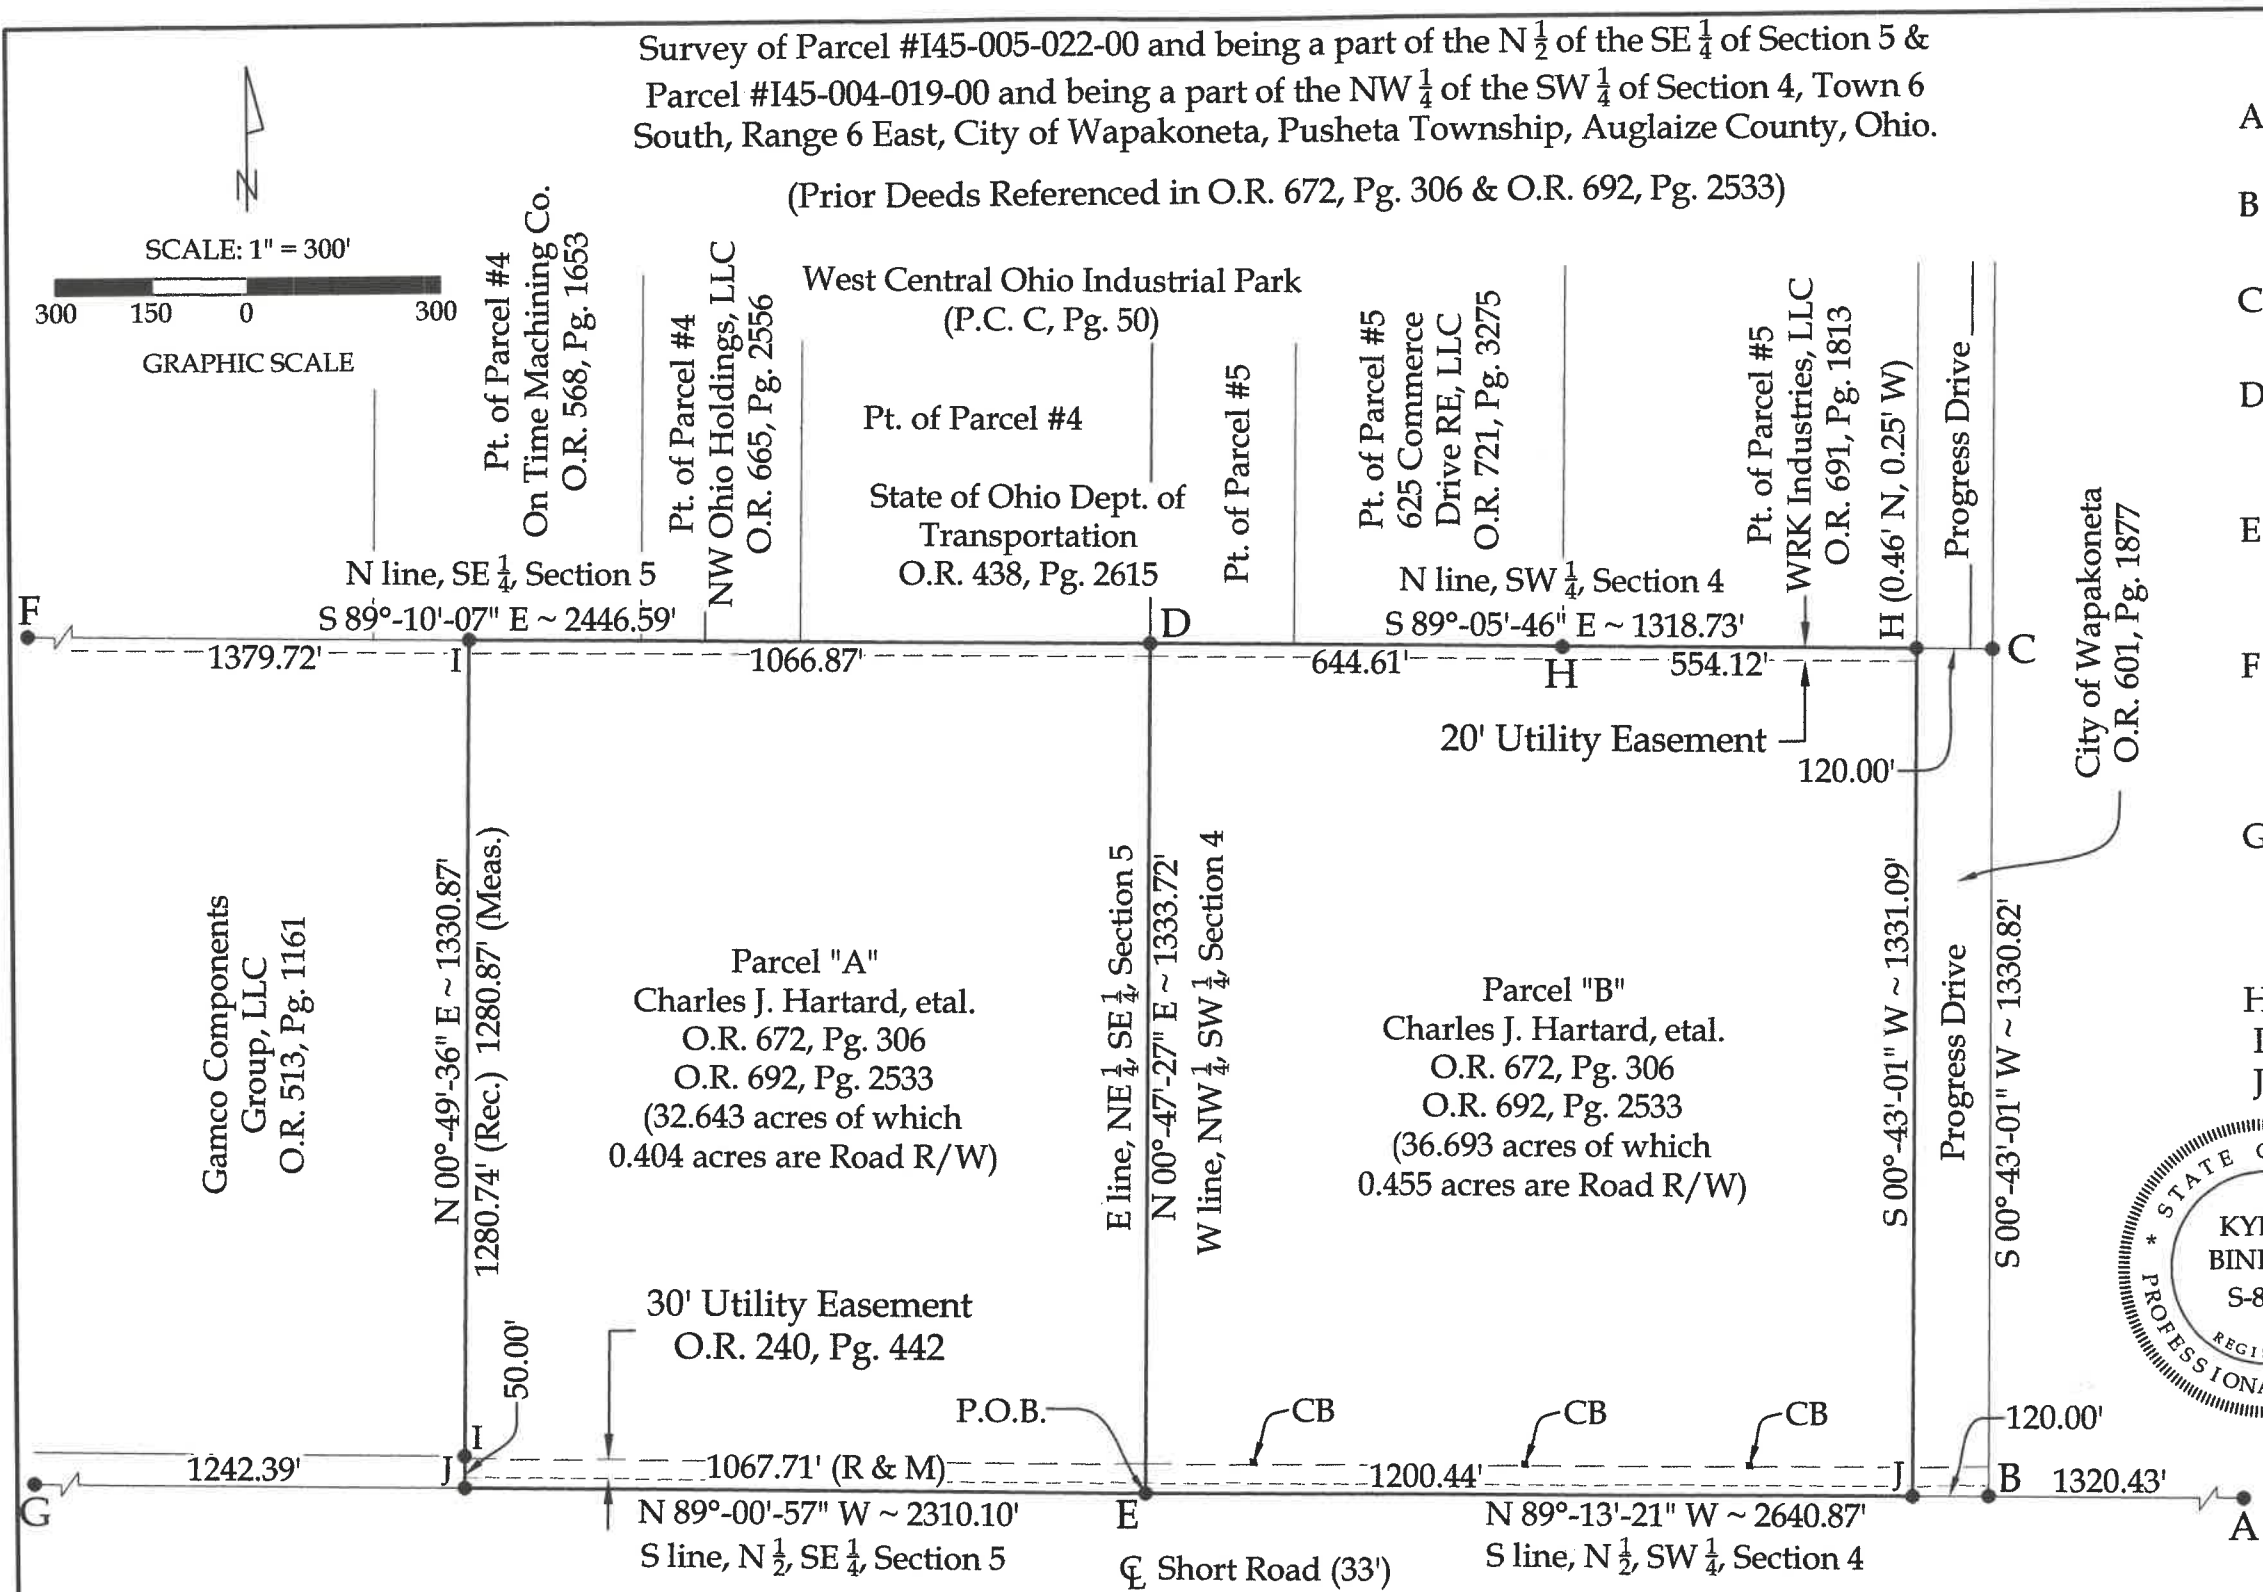 Survey of Parcel #I45-005-022-00 and being a part of the N 1/2 of the SE 1/4 of Section 5 &
Parcel #I45-004-019-00 and being a part of the NW 1/4 of the SW 1/4 of Section 4, Town 6
South, Range 6 East, City of Wapakoneta, Pusheta Township, Auglaize County, Ohio.
(Prior Deeds Referenced in O.R. 672, Pg. 306 & O.R. 692, Pg. 2533)
N
SCALE: 1" = 300'
300 150 0 300
GRAPHIC SCALE
Pt. of Parcel #4
On Time Machining Co.
O.R. 568, Pg. 1653
Pt. of Parcel #4
NW Ohio Holdings, LLC
O.R. 665, Pg. 2556
West Central Ohio Industrial Park
(P.C. C, Pg. 50)
Pt. of Parcel #4
State of Ohio Dept. of
Transportation
O.R. 438, Pg. 2615
Pt. of Parcel #5
Pt. of Parcel #5
625 Commerce
Drive RE, LLC
O.R. 721, Pg. 3275
Pt. of Parcel #5
WRK Industries, LLC
O.R. 691, Pg. 1813
H (0.46' N, 0.25' W)
Progress Drive
City of Wapakoneta
O.R. 601, Pg. 1877
A
B
C
D
E
F
G
H
I
J
N line, SE 1/4, Section 5
S 89°-10'-07" E ~ 2446.59'
N line, SW 1/4, Section 4
S 89°-05'-46" E ~ 1318.73'
F
D
C
1379.72'
I
1066.87'
644.61'
H
554.12'
20' Utility Easement
120.00'
Gamco Components
Group, LLC
O.R. 513, Pg. 1161
N 00°-49'-36" E ~ 1330.87'
1280.74' (Rec.) 1280.87' (Meas.)
Parcel "A"
Charles J. Hartard, etal.
O.R. 672, Pg. 306
O.R. 692, Pg. 2533
(32.643 acres of which
0.404 acres are Road R/W)
E line, NE 1/4, SE 1/4, Section 5
N 00°-47'-27" E ~ 1333.72'
W line, NW 1/4, SW 1/4, Section 4
Parcel "B"
Charles J. Hartard, etal.
O.R. 672, Pg. 306
O.R. 692, Pg. 2533
(36.693 acres of which
0.455 acres are Road R/W)
S 00°-43'-01" W ~ 1331.09'
Progress Drive
S 00°-43'-01" W ~ 1330.82'
* STATE
PROFESSIONA
S-8
REGI
30' Utility Easement
O.R. 240, Pg. 442
50.00'
P.O.B.
CB
CB
CB
120.00'
I
J
1242.39'
1067.71' (R & M)
1200.44'
J
B
1320.43'
G
N 89°-00'-57" W ~ 2310.10'
E
N 89°-13'-21" W ~ 2640.87'
A
S line, N 1/2, SE 1/4, Section 5
℄ Short Road (33')
S line, N 1/2, SW 1/4, Section 4